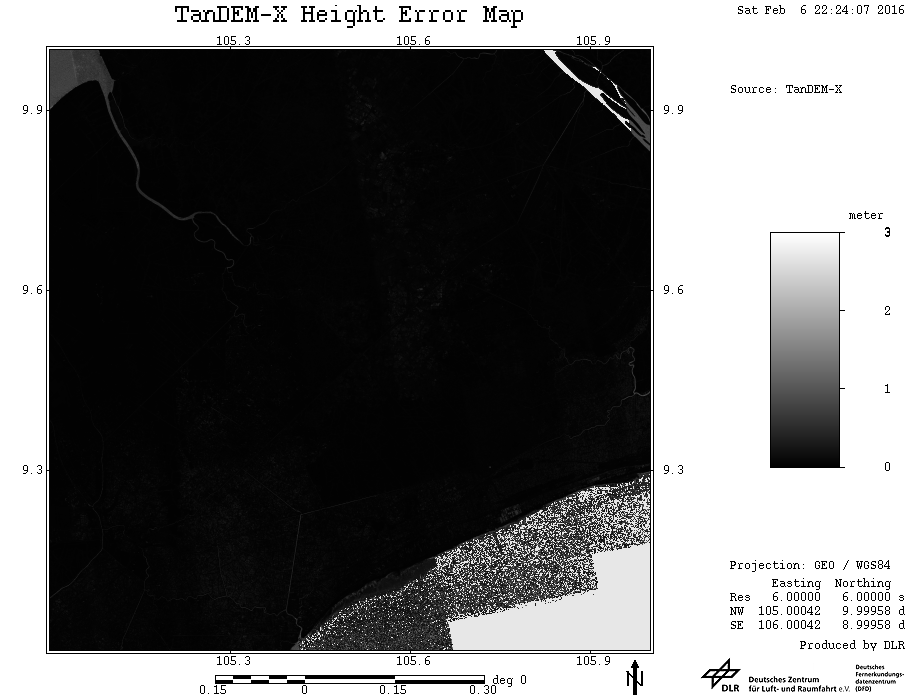 TanDEM-X Height Error Map
Sat Feb 6 22:24:07 2016
105.3 105.6 105.9
Source: TanDEM-X
9.9 9.9
meter
3
2
1
0
9.6 9.6
9.3 9.3
Projection: GEO / WGS84
Easting Northing
Res 6.00000 6.00000 s
NW 105.00042 9.99958 d
SE 106.00042 8.99958 d
Produced by DLR
105.3 105.6 105.9
deg 0
0.15 0 0.15 0.30
N
DLR
Deutsches Zentrum
für Luft- und Raumfahrt e.V.
Deutsches
Fernerkundungs-
datenzentrum
(DFD)